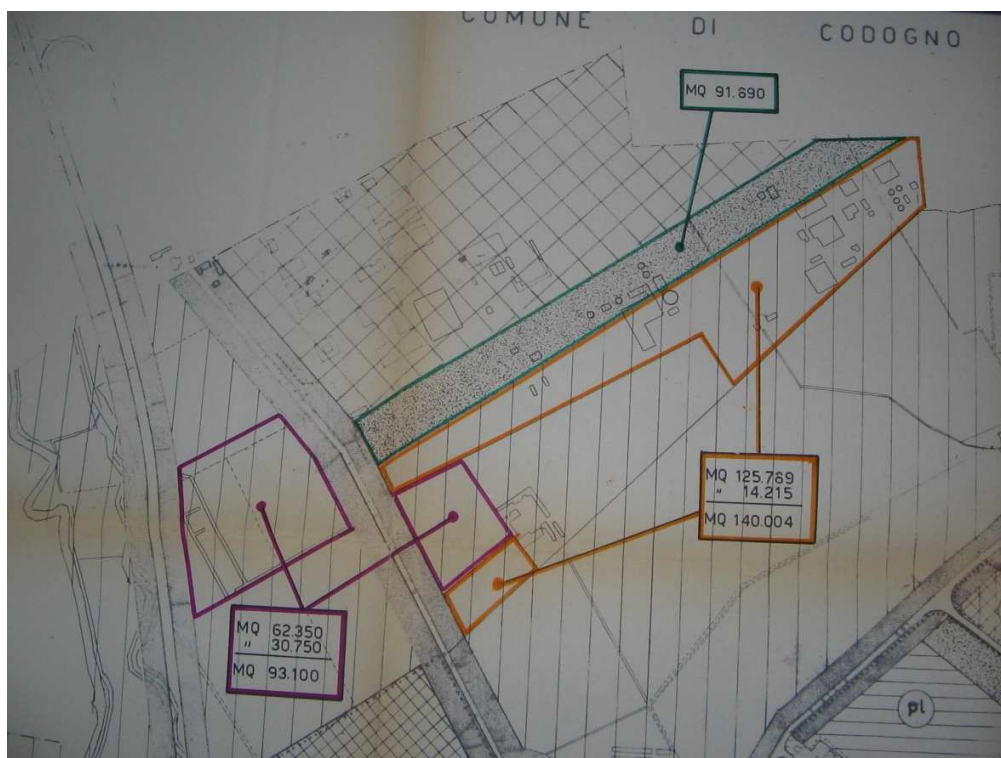 COMUNE DI CODOGNO
MQ 91.690
MQ 125.789
" 14.215
MQ 140.004
MQ 62.350
" 30.750
MQ 93.100
pl